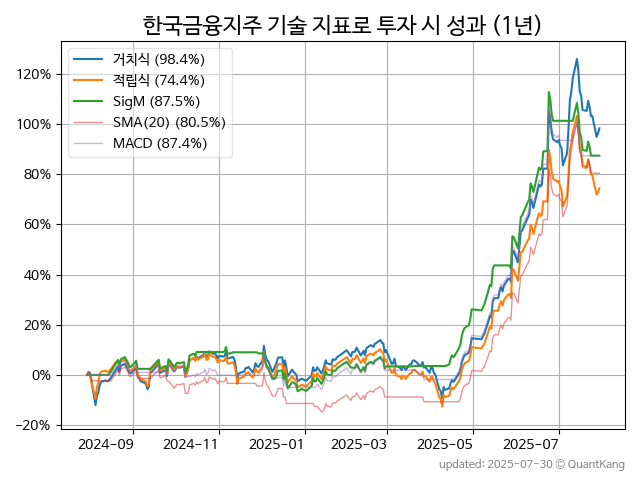 한국금융지주 기술 지표로 투자 시 성과 (1년)
거치식 (98.4%)
적립식 (74.4%)
SigM (87.5%)
SMA(20) (80.5%)
MACD (87.4%)
120%
100%
80%
60%
40%
20%
0%
−20%
2024−09
2024−11
2025−01
2025−03
2025−05
2025−07
updated: 2025-07-30 © QuantKang